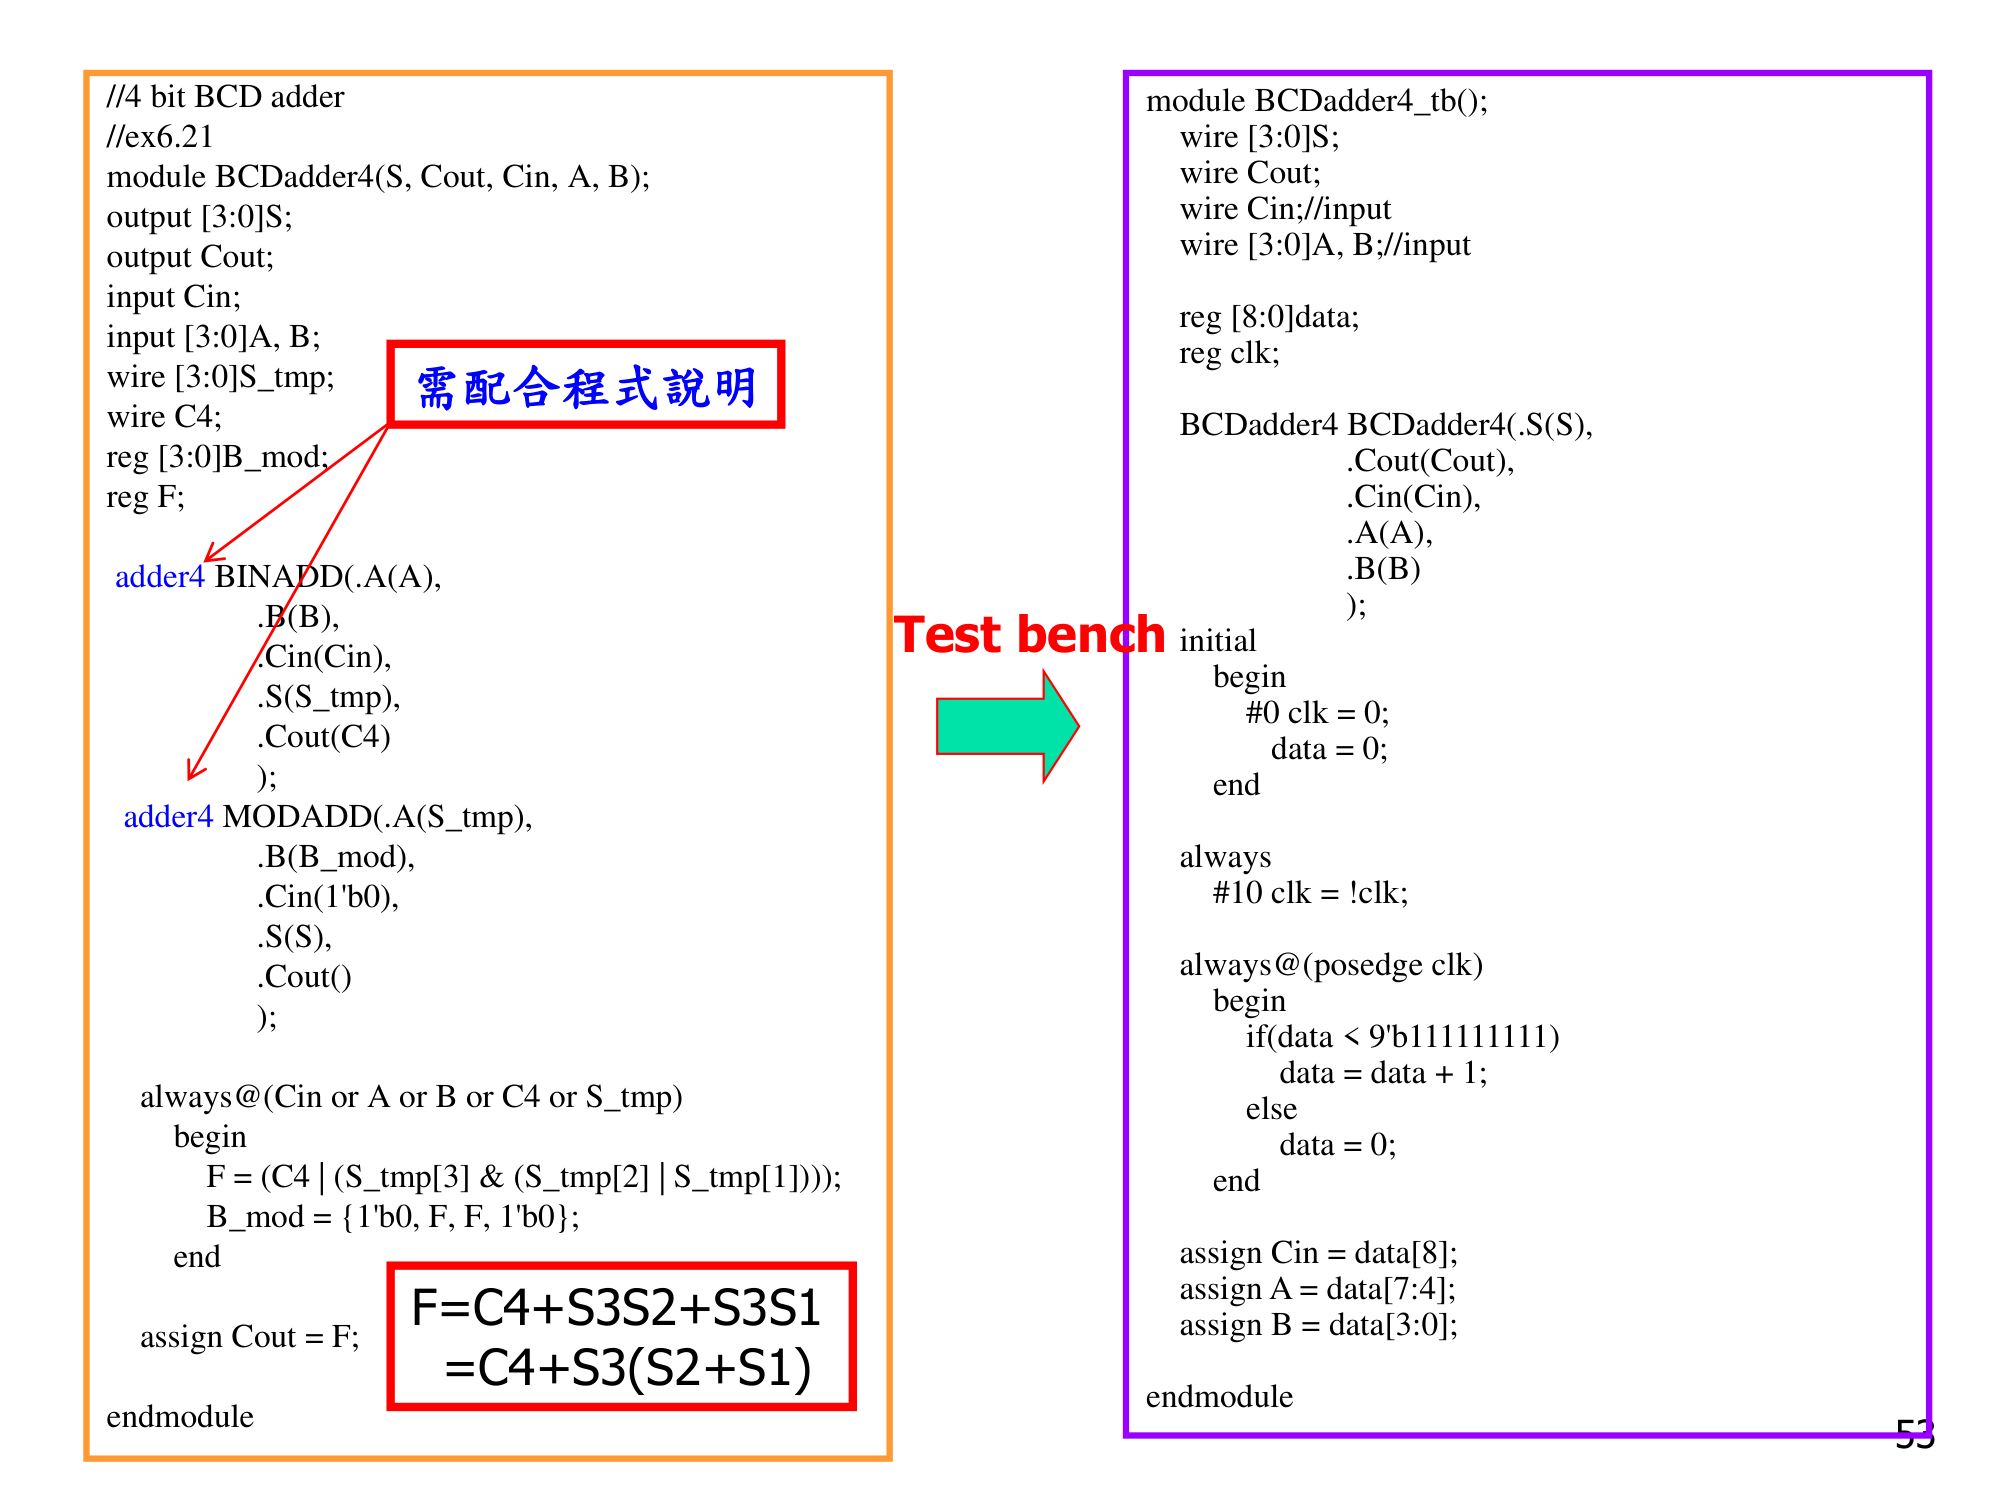 //4 bit BCD adder
//ex6.21
module BCDadder4(S, Cout, Cin, A, B);
output [3:0]S;
output Cout;
input Cin;
input [3:0]A, B;
wire [3:0]S_tmp;
wire C4;
reg [3:0]B_mod;
reg F;
需配合程式說明
adder4 BINADD(.A(A),
.B(B),
.Cin(Cin),
.S(S_tmp),
.Cout(C4)
);
adder4 MODADD(.A(S_tmp),
.B(B_mod),
.Cin(1'b0),
.S(S),
.Cout()
);
always@(Cin or A or B or C4 or S_tmp)
begin
F = (C4 | (S_tmp[3] & (S_tmp[2] | S_tmp[1])));
B_mod = {1'b0, F, F, 1'b0};
end
assign Cout = F;
endmodule
F=C4+S3S2+S3S1
=C4+S3(S2+S1)
Test bench
module BCDadder4_tb();
wire [3:0]S;
wire Cout;
wire Cin;//input
wire [3:0]A, B;//input
reg [8:0]data;
reg clk;
BCDadder4 BCDadder4(.S(S),
.Cout(Cout),
.Cin(Cin),
.A(A),
.B(B)
);
initial
begin
#0 clk = 0;
data = 0;
end
always
#10 clk = !clk;
always@(posedge clk)
begin
if(data < 9'b111111111)
data = data + 1;
else
data = 0;
end
assign Cin = data[8];
assign A = data[7:4];
assign B = data[3:0];
endmodule
53